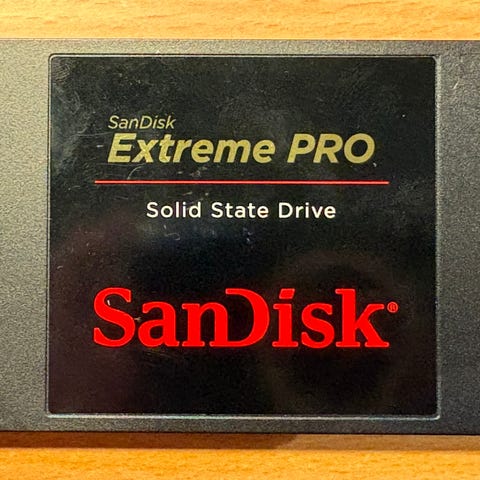 SanDisk
Extreme PRO
Solid State Drive
SanDisk®